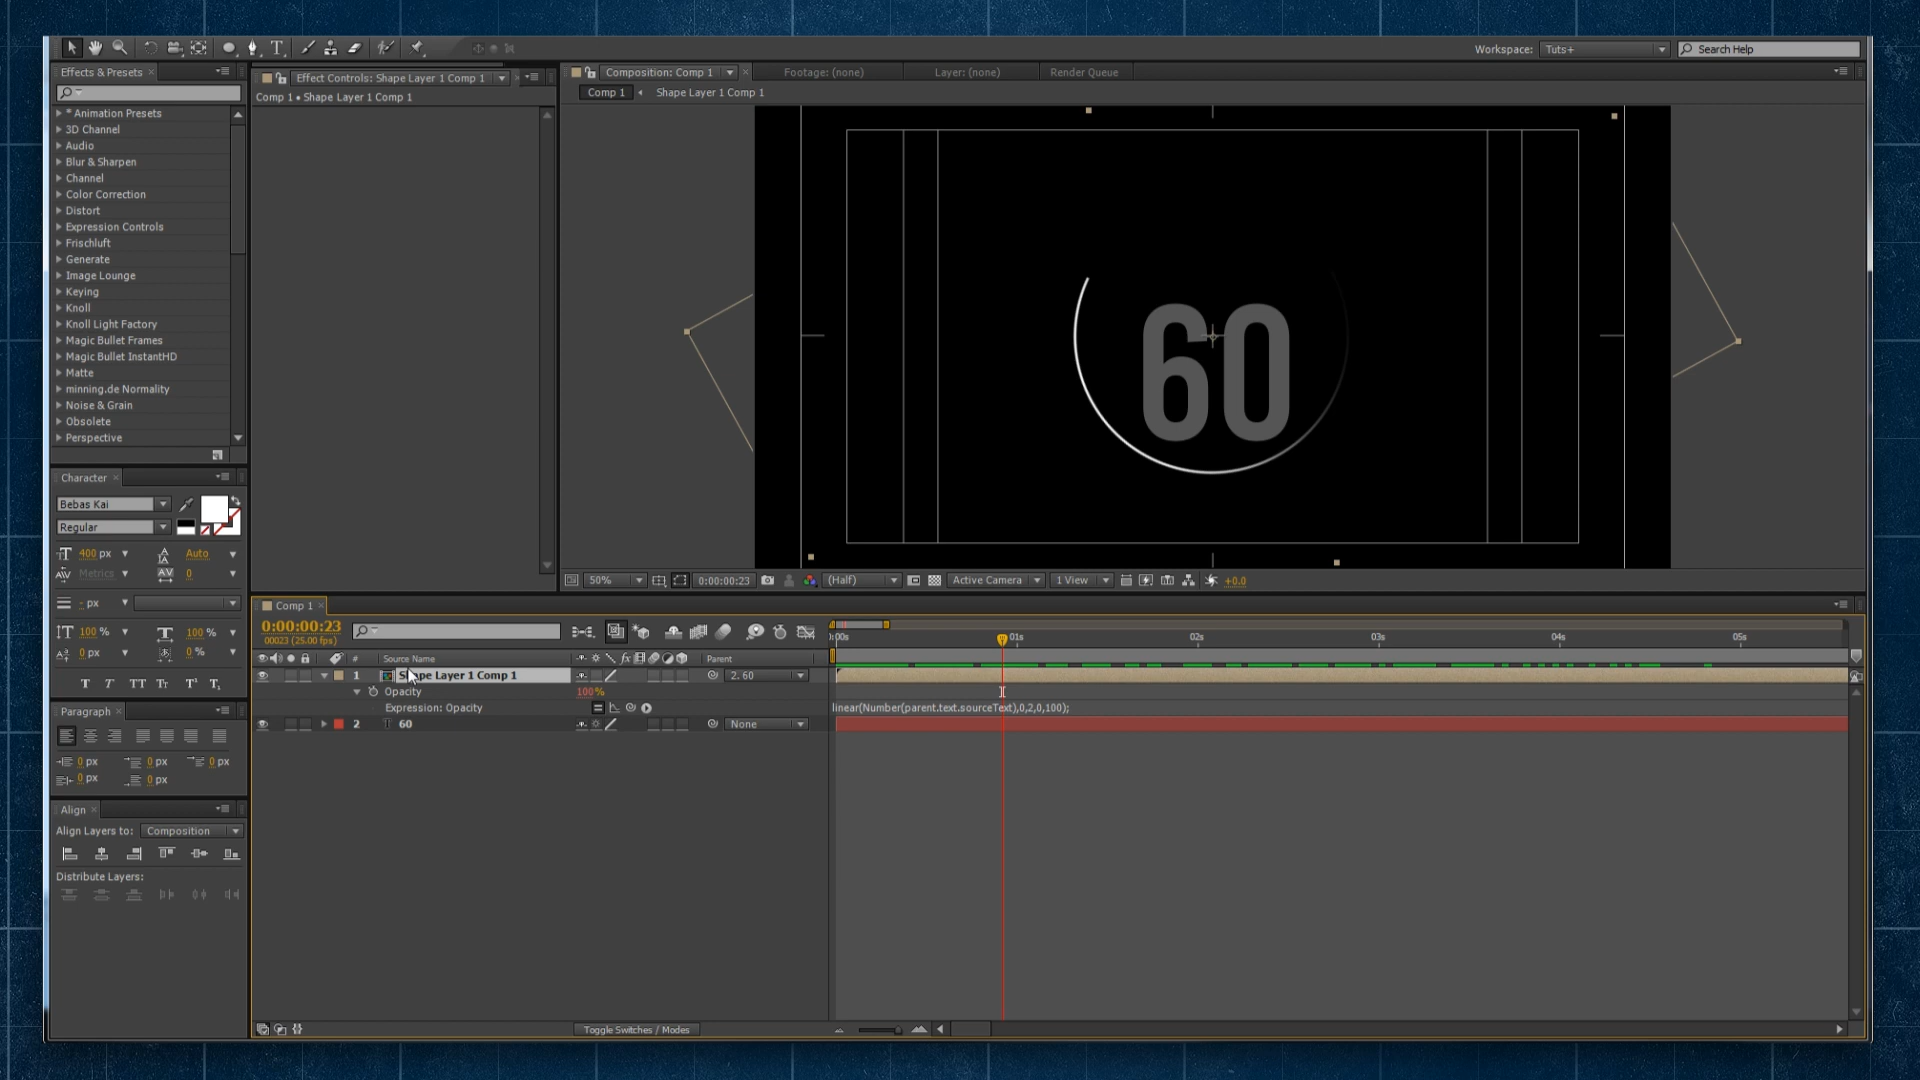 Workspace: Tuts+ Search Help
Effects & Presets
* Animation Presets
3D Channel
Audio
Blur & Sharpen
Channel
Color Correction
Distort
Expression Controls
Frischluft
Generate
Image Lounge
Keying
Knoll
Knoll Light Factory
Magic Bullet Frames
Magic Bullet InstantHD
Matte
minning.de Normality
Noise & Grain
Obsolete
Perspective
Character
Bebas Kai
Regular
400 px Auto
Metrics 0
- px
100 % 100 %
0 px 0 %
T T TT Tr T¹ T₁
Paragraph
0 px 0 px 0 px
0 px 0 px
Align
Align Layers to: Composition
Distribute Layers:
Effect Controls: Shape Layer 1 Comp 1
Comp 1 • Shape Layer 1 Comp 1
Composition: Comp 1 Footage: (none) Layer: (none) Render Queue
Comp 1 Shape Layer 1 Comp 1
60
50% 0:00:00:23 (Half) Active Camera 1 View +0.0
Comp 1
0:00:00:23
00023 (25.00 fps)
:00s 01s 02s 03s 04s 05s
# Source Name fx Parent
1 Shape Layer 1 Comp 1 2. 60
Opacity 100%
Expression: Opacity linear(Number(parent.text.sourceText),0,2,0,100);
2 T 60 None
Toggle Switches / Modes